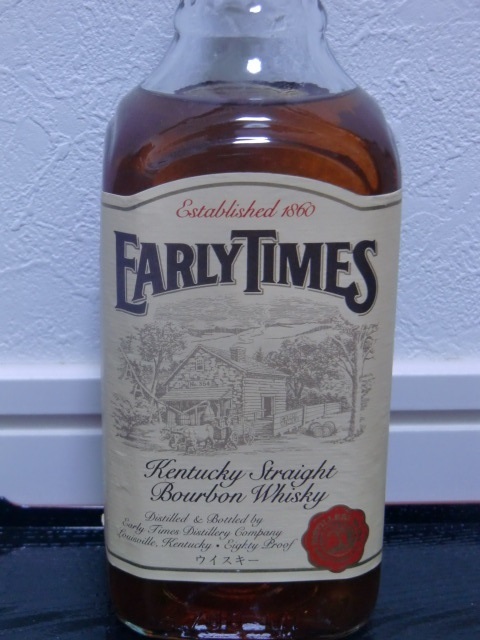 Established 1860
EARLY TIMES
Kentucky Straight
Bourbon Whisky
Distilled & Bottled by
Early Times Distillery Company
Louisville, Kentucky • Eighty Proof
ウイスキー